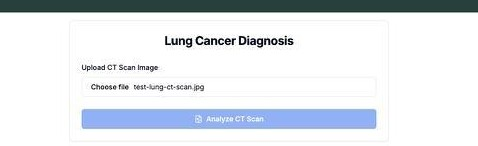 Lung Cancer Diagnosis
Upload CT Scan Image
Choose file test-lung-ct-scan.jpg
Analyze CT Scan